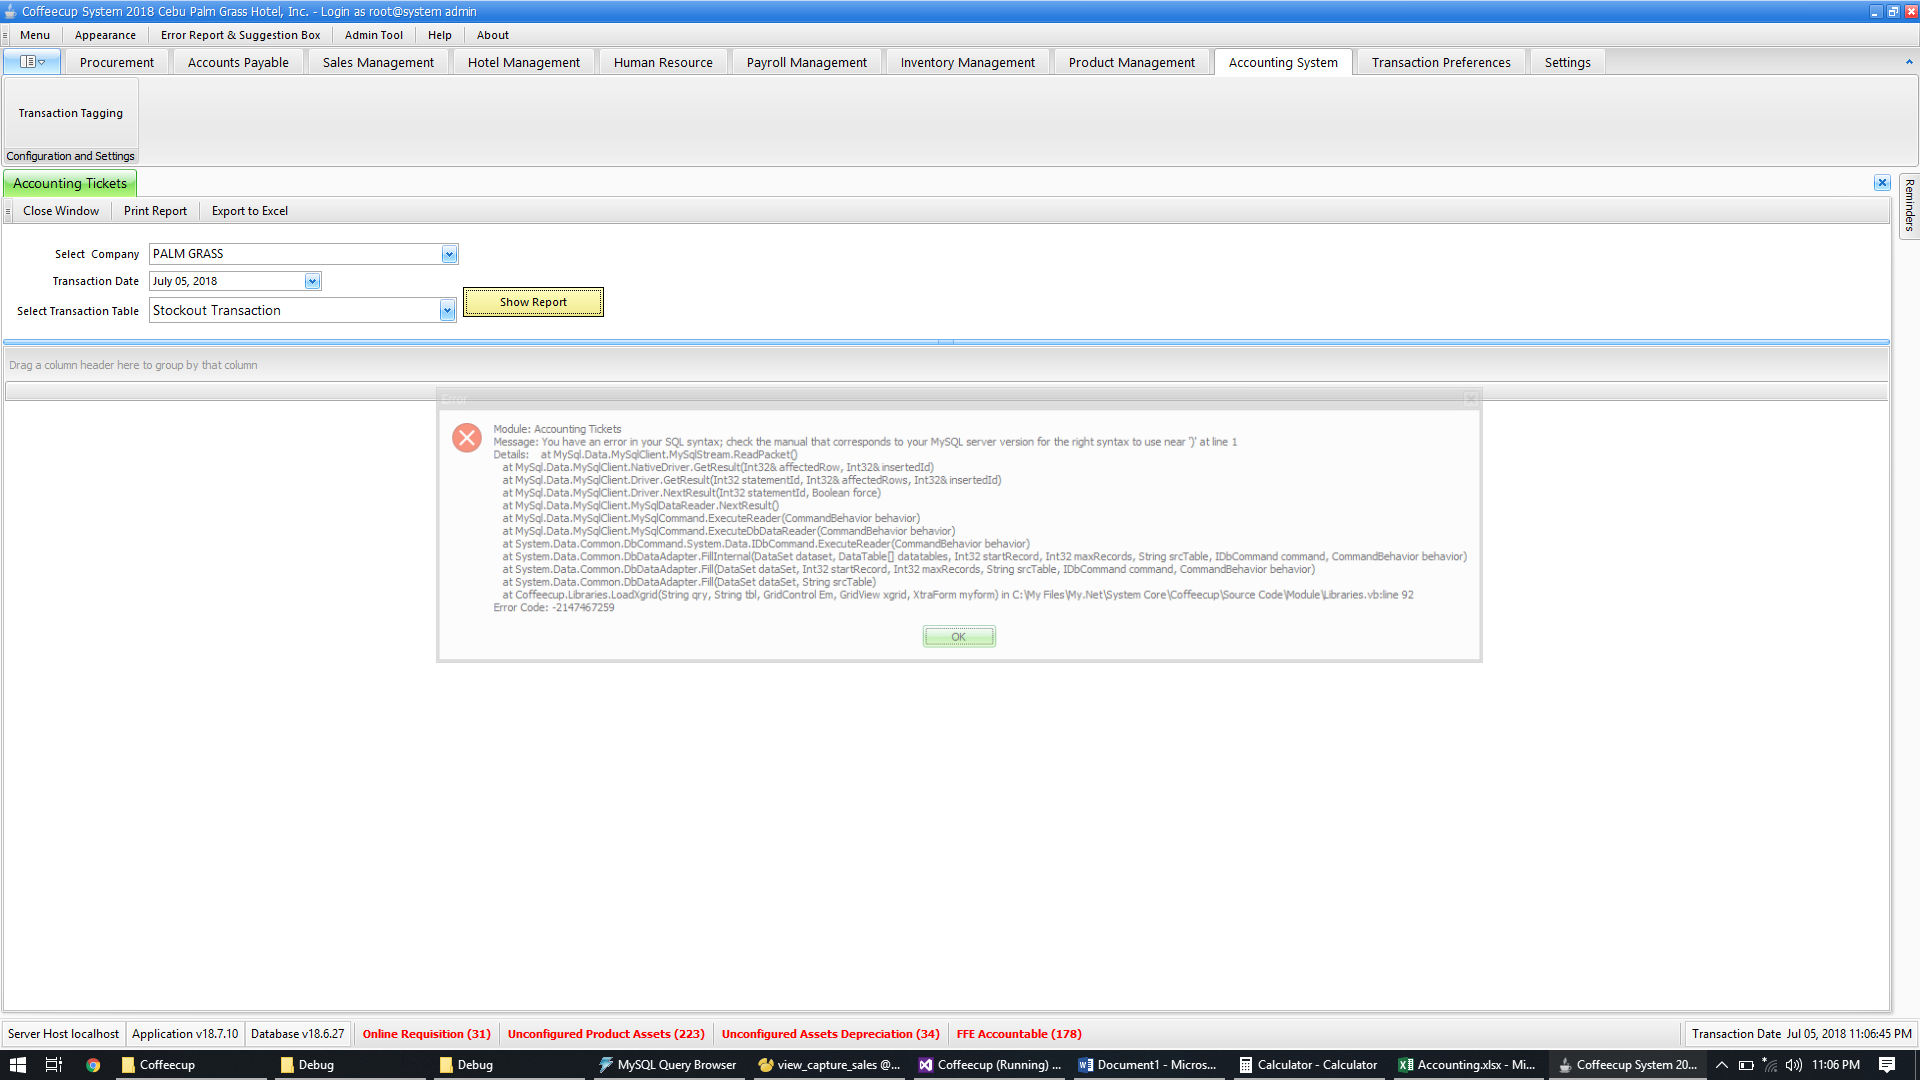 Coffeecup System 2018 Cebu Palm Grass Hotel, Inc. - Login as root@system admin
Menu Appearance Error Report & Suggestion Box Admin Tool Help About
Procurement Accounts Payable Sales Management Hotel Management Human Resource Payroll Management Inventory Management Product Management Accounting System Transaction Preferences Settings
Transaction Tagging
Configuration and Settings
Accounting Tickets
Reminders
Close Window Print Report Export to Excel
Select Company PALM GRASS
Transaction Date July 05, 2018
Select Transaction Table Stockout Transaction
Show Report
Drag a column header here to group by that column
Error
Module: Accounting Tickets
Message: You have an error in your SQL syntax; check the manual that corresponds to your MySQL server version for the right syntax to use near ')' at line 1
Details: at MySql.Data.MySqlClient.MySqlStream.ReadPacket()
at MySql.Data.MySqlClient.NativeDriver.GetResult(Int32& affectedRow, Int32& insertedId)
at MySql.Data.MySqlClient.Driver.GetResult(Int32 statementId, Int32& affectedRows, Int32& insertedId)
at MySql.Data.MySqlClient.Driver.NextResult(Int32 statementId, Boolean force)
at MySql.Data.MySqlClient.MySqlDataReader.NextResult()
at MySql.Data.MySqlClient.MySqlCommand.ExecuteReader(CommandBehavior behavior)
at MySql.Data.MySqlClient.MySqlCommand.ExecuteDbDataReader(CommandBehavior behavior)
at System.Data.Common.DbCommand.System.Data.IDbCommand.ExecuteReader(CommandBehavior behavior)
at System.Data.Common.DbDataAdapter.FillInternal(DataSet dataset, DataTable[] datatables, Int32 startRecord, Int32 maxRecords, String srcTable, IDbCommand command, CommandBehavior behavior)
at System.Data.Common.DbDataAdapter.Fill(DataSet dataSet, Int32 startRecord, Int32 maxRecords, String srcTable, IDbCommand command, CommandBehavior behavior)
at System.Data.Common.DbDataAdapter.Fill(DataSet dataSet, String srcTable)
at Coffeecup.Libraries.LoadXgrid(String qry, String tbl, GridControl Em, GridView xgrid, XtraForm myform) in C:\My Files\My.Net\System Core\Coffeecup\Source Code\Module\Libraries.vb:line 92
Error Code: -2147467259
OK
Server Host localhost Application v18.7.10 Database v18.6.27 Online Requisition (31) Unconfigured Product Assets (223) Unconfigured Assets Depreciation (34) FFE Accountable (178) Transaction Date Jul 05, 2018 11:06:45 PM
Coffeecup Debug Debug MySQL Query Browser view_capture_sales @... Coffeecup (Running) ... Document1 - Micros... Calculator - Calculator Accounting.xlsx - Mi... Coffeecup System 20... 11:06 PM